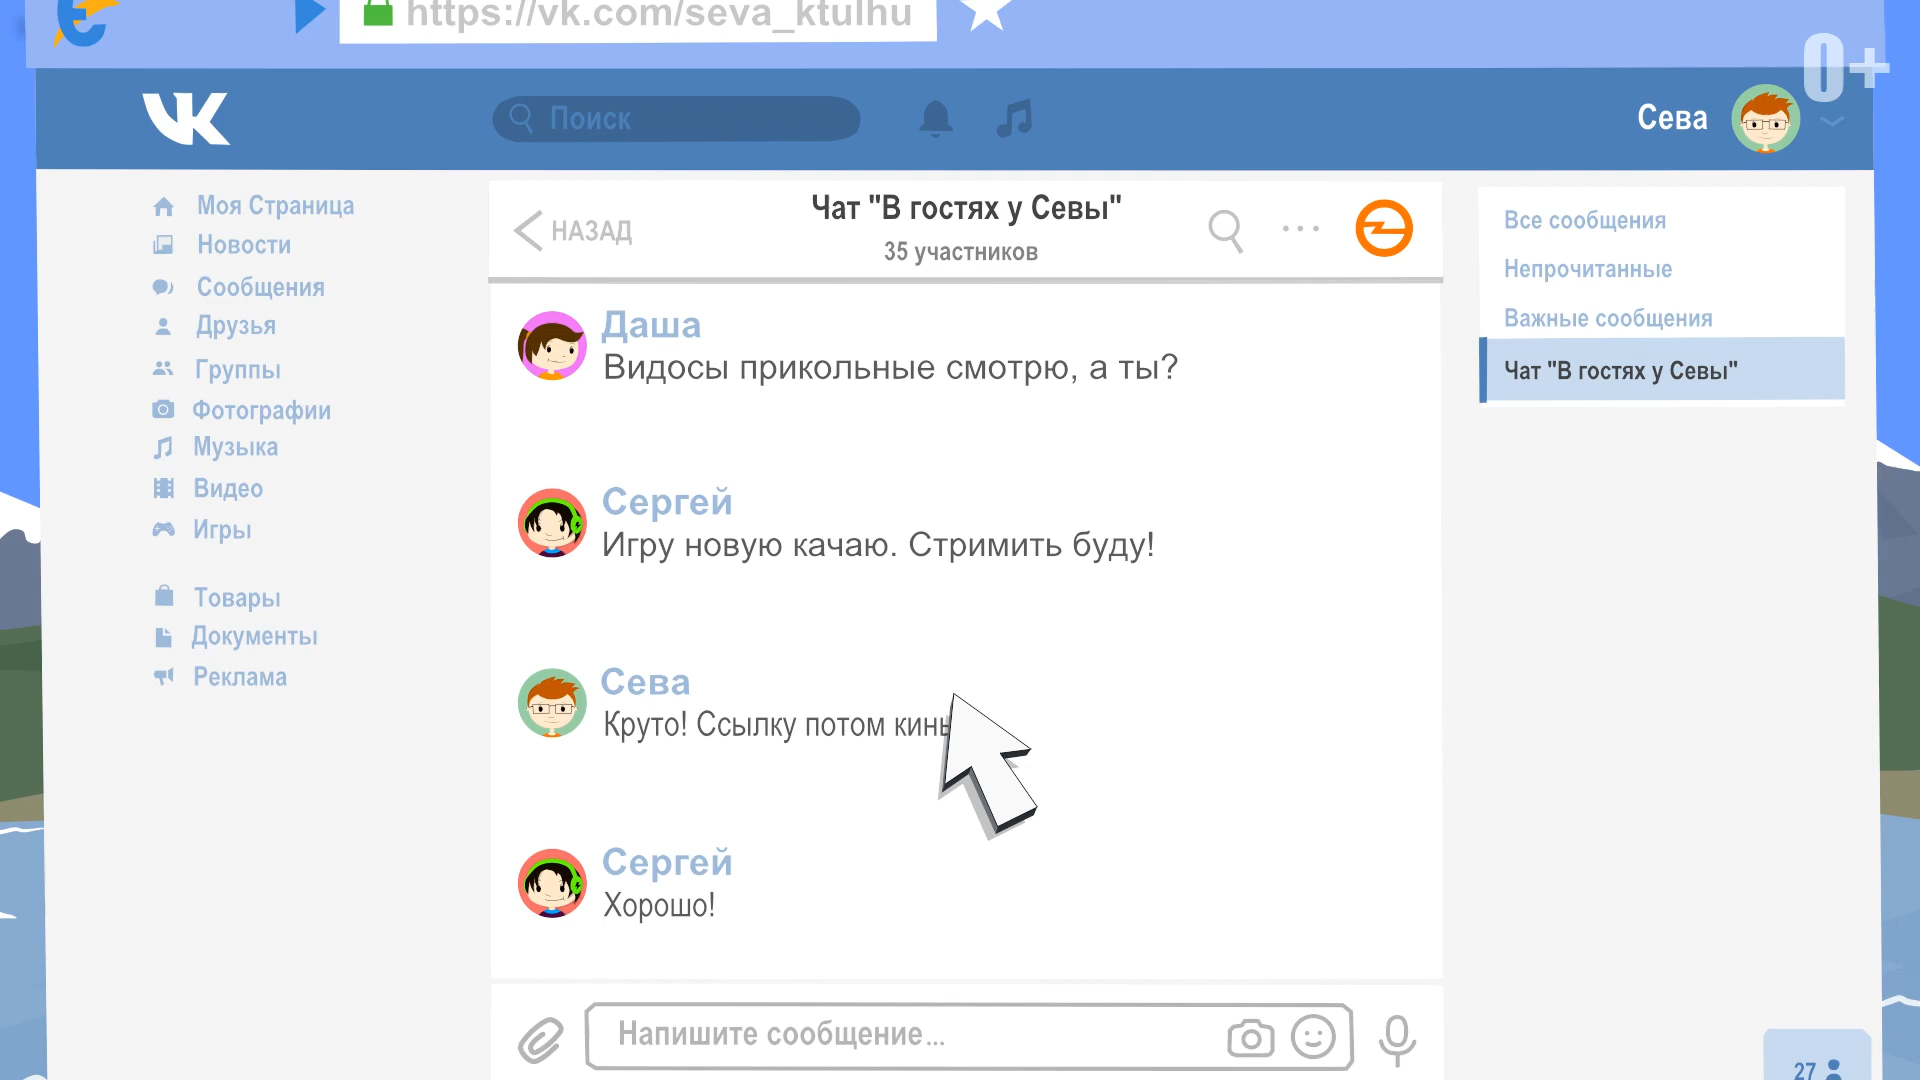 https://vk.com/seva_ktulhu
0+
Поиск
Сева
Моя Страница
Новости
Сообщения
Друзья
Группы
Фотографии
Музыка
Видео
Игры
Товары
Документы
Реклама
НАЗАД
Чат "В гостях у Севы"
35 участников
Даша
Видосы прикольные смотрю, а ты?
Сергей
Игру новую качаю. Стримить буду!
Сева
Круто! Ссылку потом кинь
Сергей
Хорошо!
Напишите сообщение...
Все сообщения
Непрочитанные
Важные сообщения
Чат "В гостях у Севы"
27